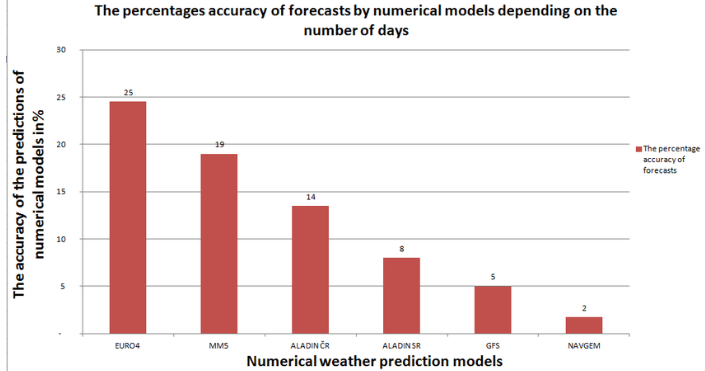 The percentages accuracy of forecasts by numerical models depending on the
number of days
The accuracy of the predictions of
numerical models in%
30
25
20
15
10
5
-
25
19
14
8
5
2
EURO4
MM5
ALADIN ČR
ALADIN SR
GFS
NAVGEM
Numerical weather prediction models
The percentage
accuracy of
forecasts